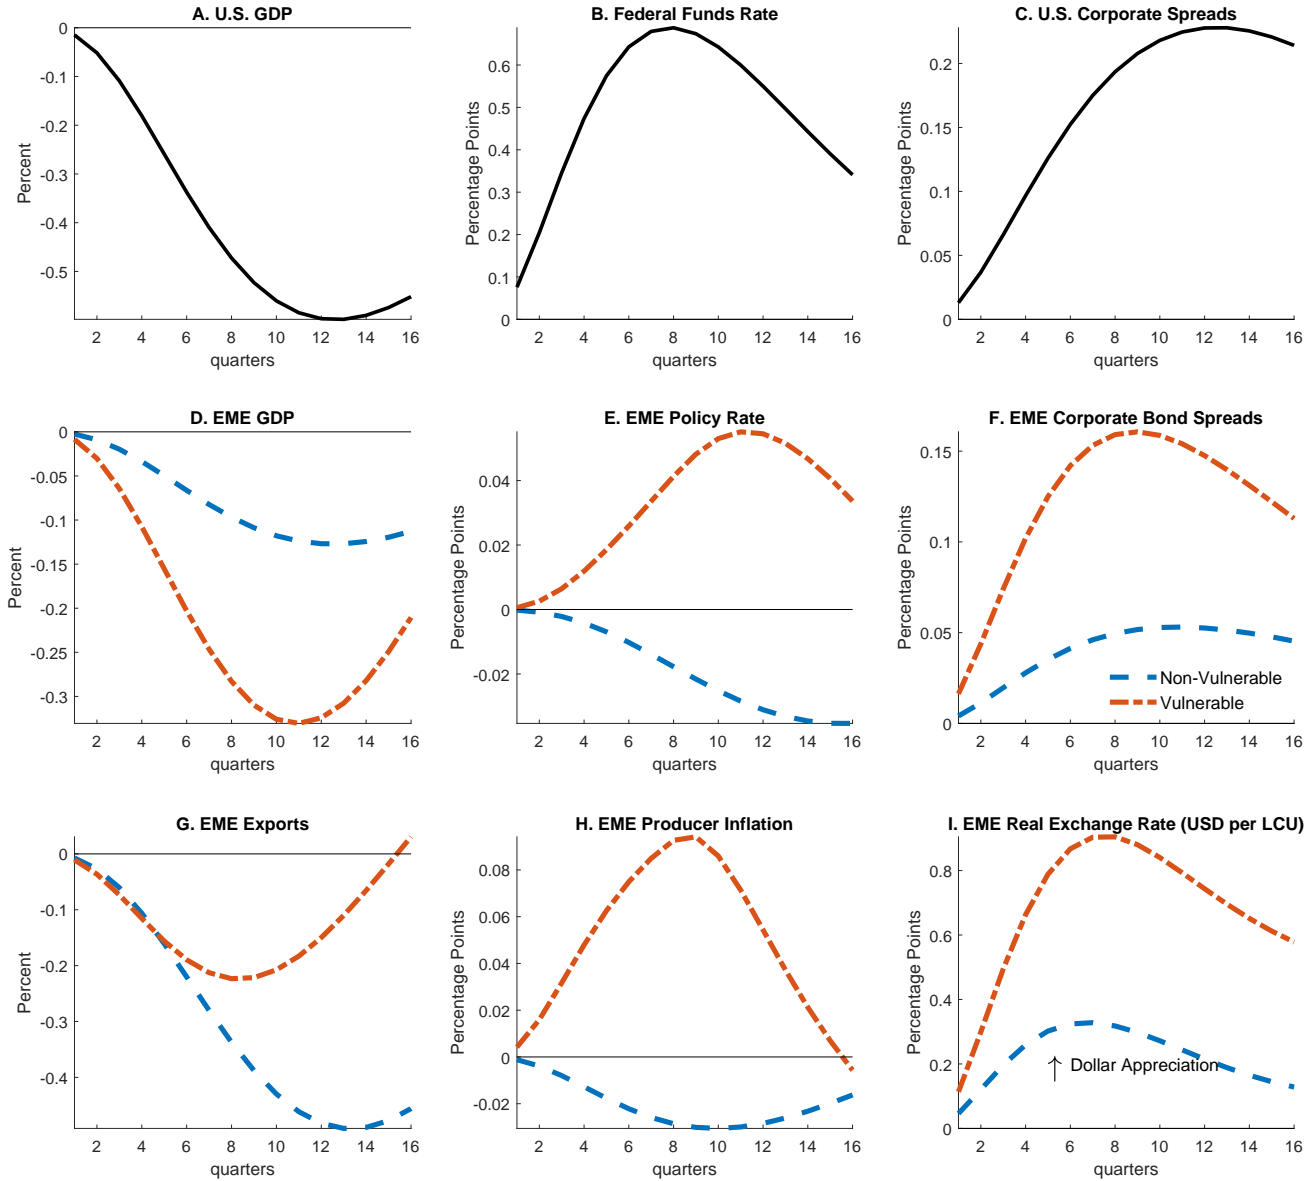 A. U.S. GDP
0
-0.1
-0.2
-0.3
-0.4
-0.5
Percent
2 4 6 8 10 12 14 16
quarters
B. Federal Funds Rate
0.6
0.5
0.4
0.3
0.2
0.1
0
Percentage Points
2 4 6 8 10 12 14 16
quarters
C. U.S. Corporate Spreads
0.2
0.15
0.1
0.05
0
Percentage Points
2 4 6 8 10 12 14 16
quarters
D. EME GDP
0
-0.05
-0.1
-0.15
-0.2
-0.25
-0.3
Percent
2 4 6 8 10 12 14 16
quarters
E. EME Policy Rate
0.04
0.02
0
-0.02
Percentage Points
2 4 6 8 10 12 14 16
quarters
F. EME Corporate Bond Spreads
0.15
0.1
0.05
0
Percentage Points
Non-Vulnerable
Vulnerable
2 4 6 8 10 12 14 16
quarters
G. EME Exports
0
-0.1
-0.2
-0.3
-0.4
Percent
2 4 6 8 10 12 14 16
quarters
H. EME Producer Inflation
0.08
0.06
0.04
0.02
0
-0.02
Percentage Points
2 4 6 8 10 12 14 16
quarters
I. EME Real Exchange Rate (USD per LCU)
0.8
0.6
0.4
0.2
0
Percentage Points
↑ Dollar Appreciation
2 4 6 8 10 12 14 16
quarters